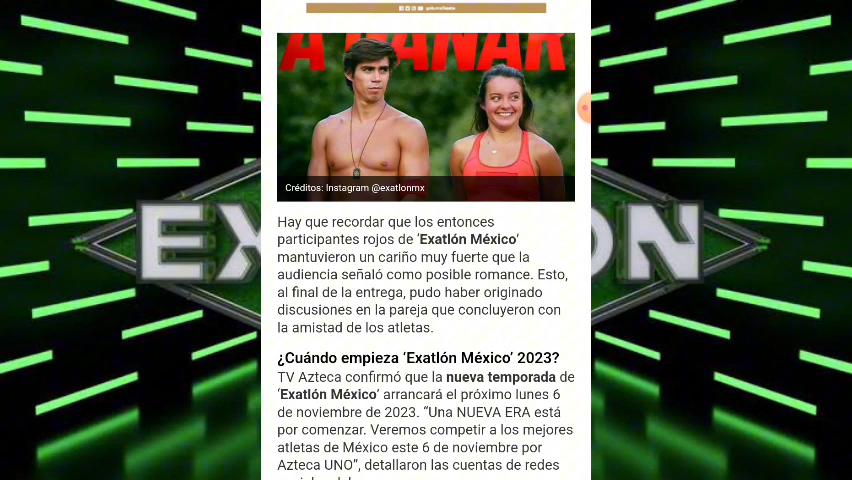 A GANAR
Créditos: Instagram @exatlonmx
EX ON
Hay que recordar que los entonces
participantes rojos de ‘Exatlón México’
mantuvieron un cariño muy fuerte que la
audiencia señaló como posible romance. Esto,
al final de la entrega, pudo haber originado
discusiones en la pareja que concluyeron con
la amistad de los atletas.
¿Cuándo empieza ‘Exatlón México’ 2023?
TV Azteca confirmó que la nueva temporada de
‘Exatlón México’ arrancará el próximo lunes 6
de noviembre de 2023. “Una NUEVA ERA está
por comenzar. Veremos competir a los mejores
atletas de México este 6 de noviembre por
Azteca UNO”, detallaron las cuentas de redes